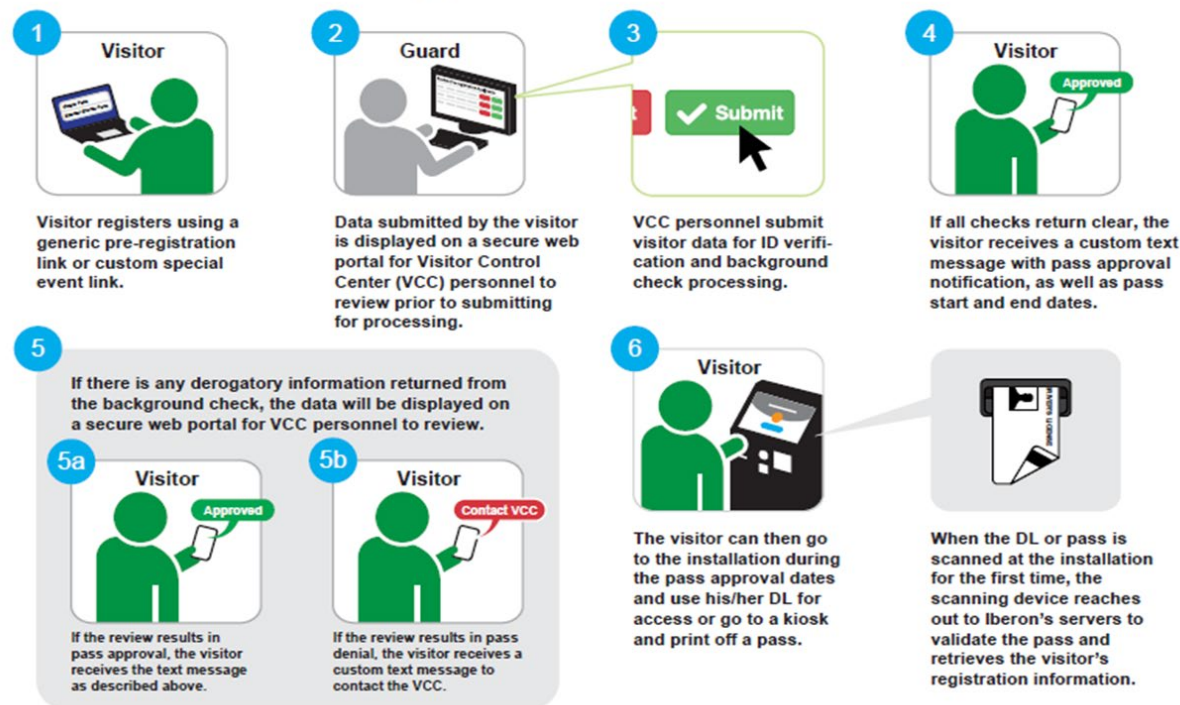 1
Visitor
Visitor registers using a
generic pre-registration
link or custom special
event link.
2
Guard
Data submitted by the visitor
is displayed on a secure web
portal for Visitor Control
Center (VCC) personnel to
review prior to submitting
for processing.
3
t
Submit
VCC personnel submit
visitor data for ID verifi-
cation and background
check processing.
4
Visitor
Approved
If all checks return clear, the
visitor receives a custom text
message with pass approval
notification, as well as pass
start and end dates.
5
If there is any derogatory information returned from
the background check, the data will be displayed on
a secure web portal for VCC personnel to review.
5a
Visitor
Approved
If the review results in
pass approval, the visitor
receives the text message
as described above.
5b
Visitor
Contact VCC
If the review results in pass
denial, the visitor receives a
custom text message to
contact the VCC.
6
Visitor
The visitor can then go
to the installation during
the pass approval dates
and use his/her DL for
access or go to a kiosk
and print off a pass.
When the DL or pass is
scanned at the installation
for the first time, the
scanning device reaches
out to Iberon's servers to
validate the pass and
retrieves the visitor's
registration information.